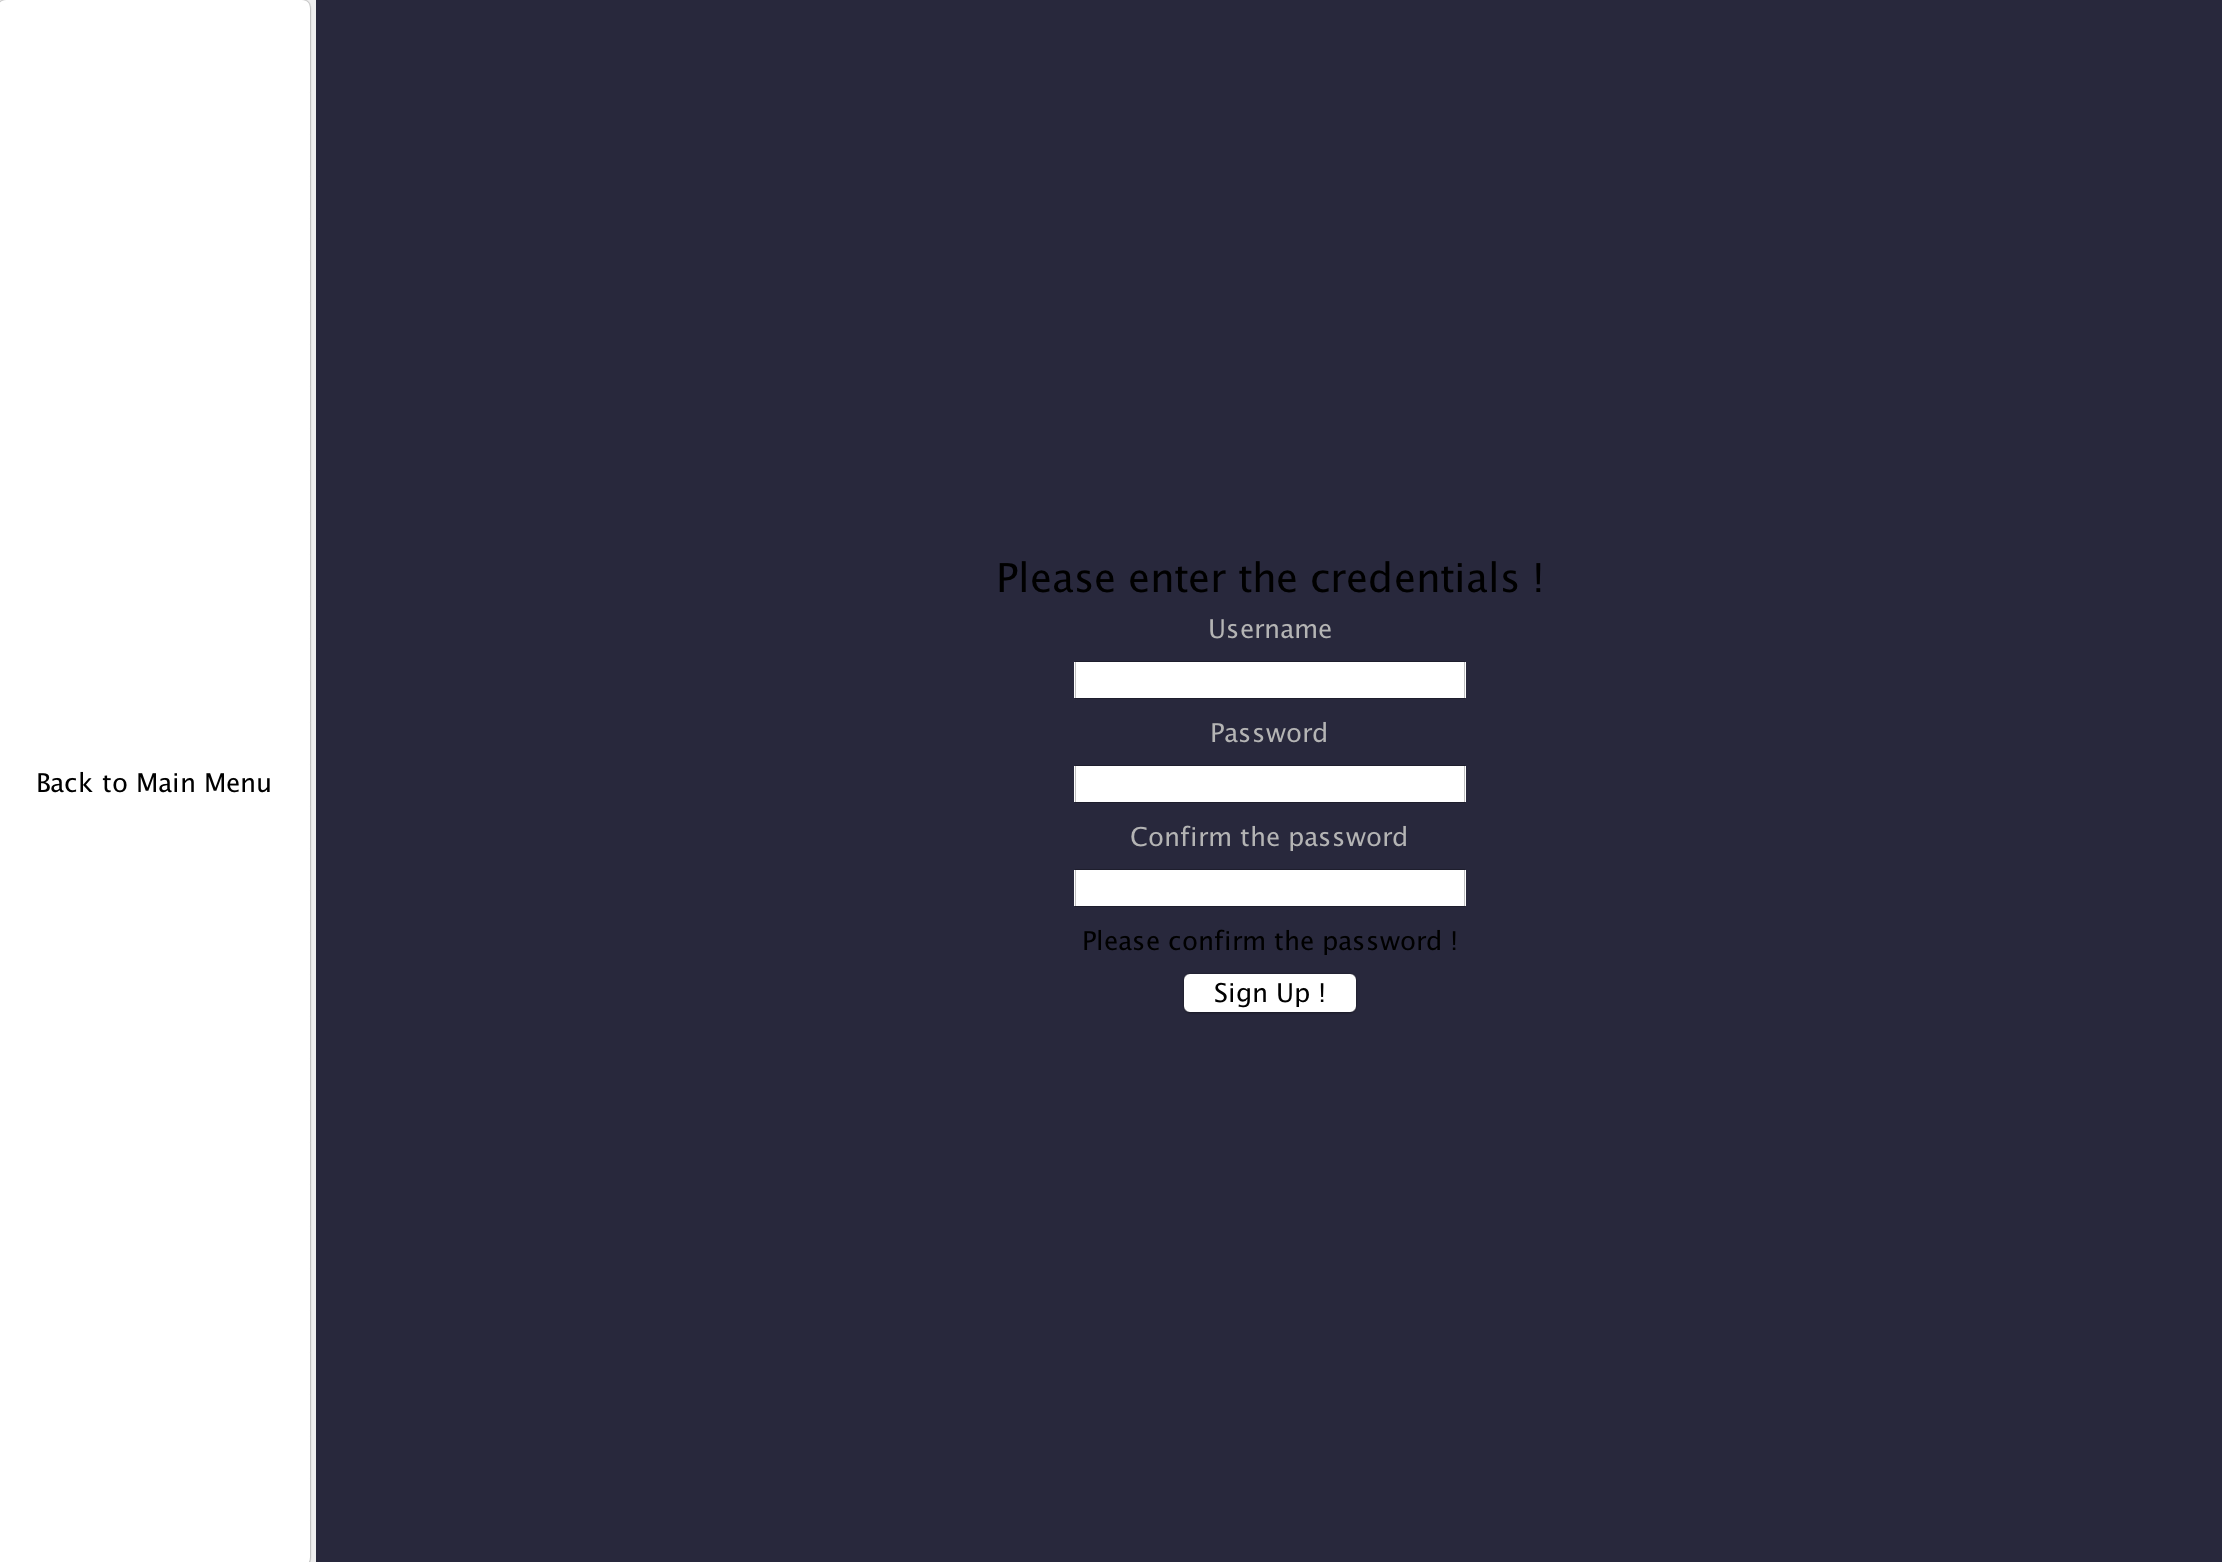 Please enter the credentials !
Username
Password
Back to Main Menu
Confirm the password
Please confirm the password !
Sign Up !